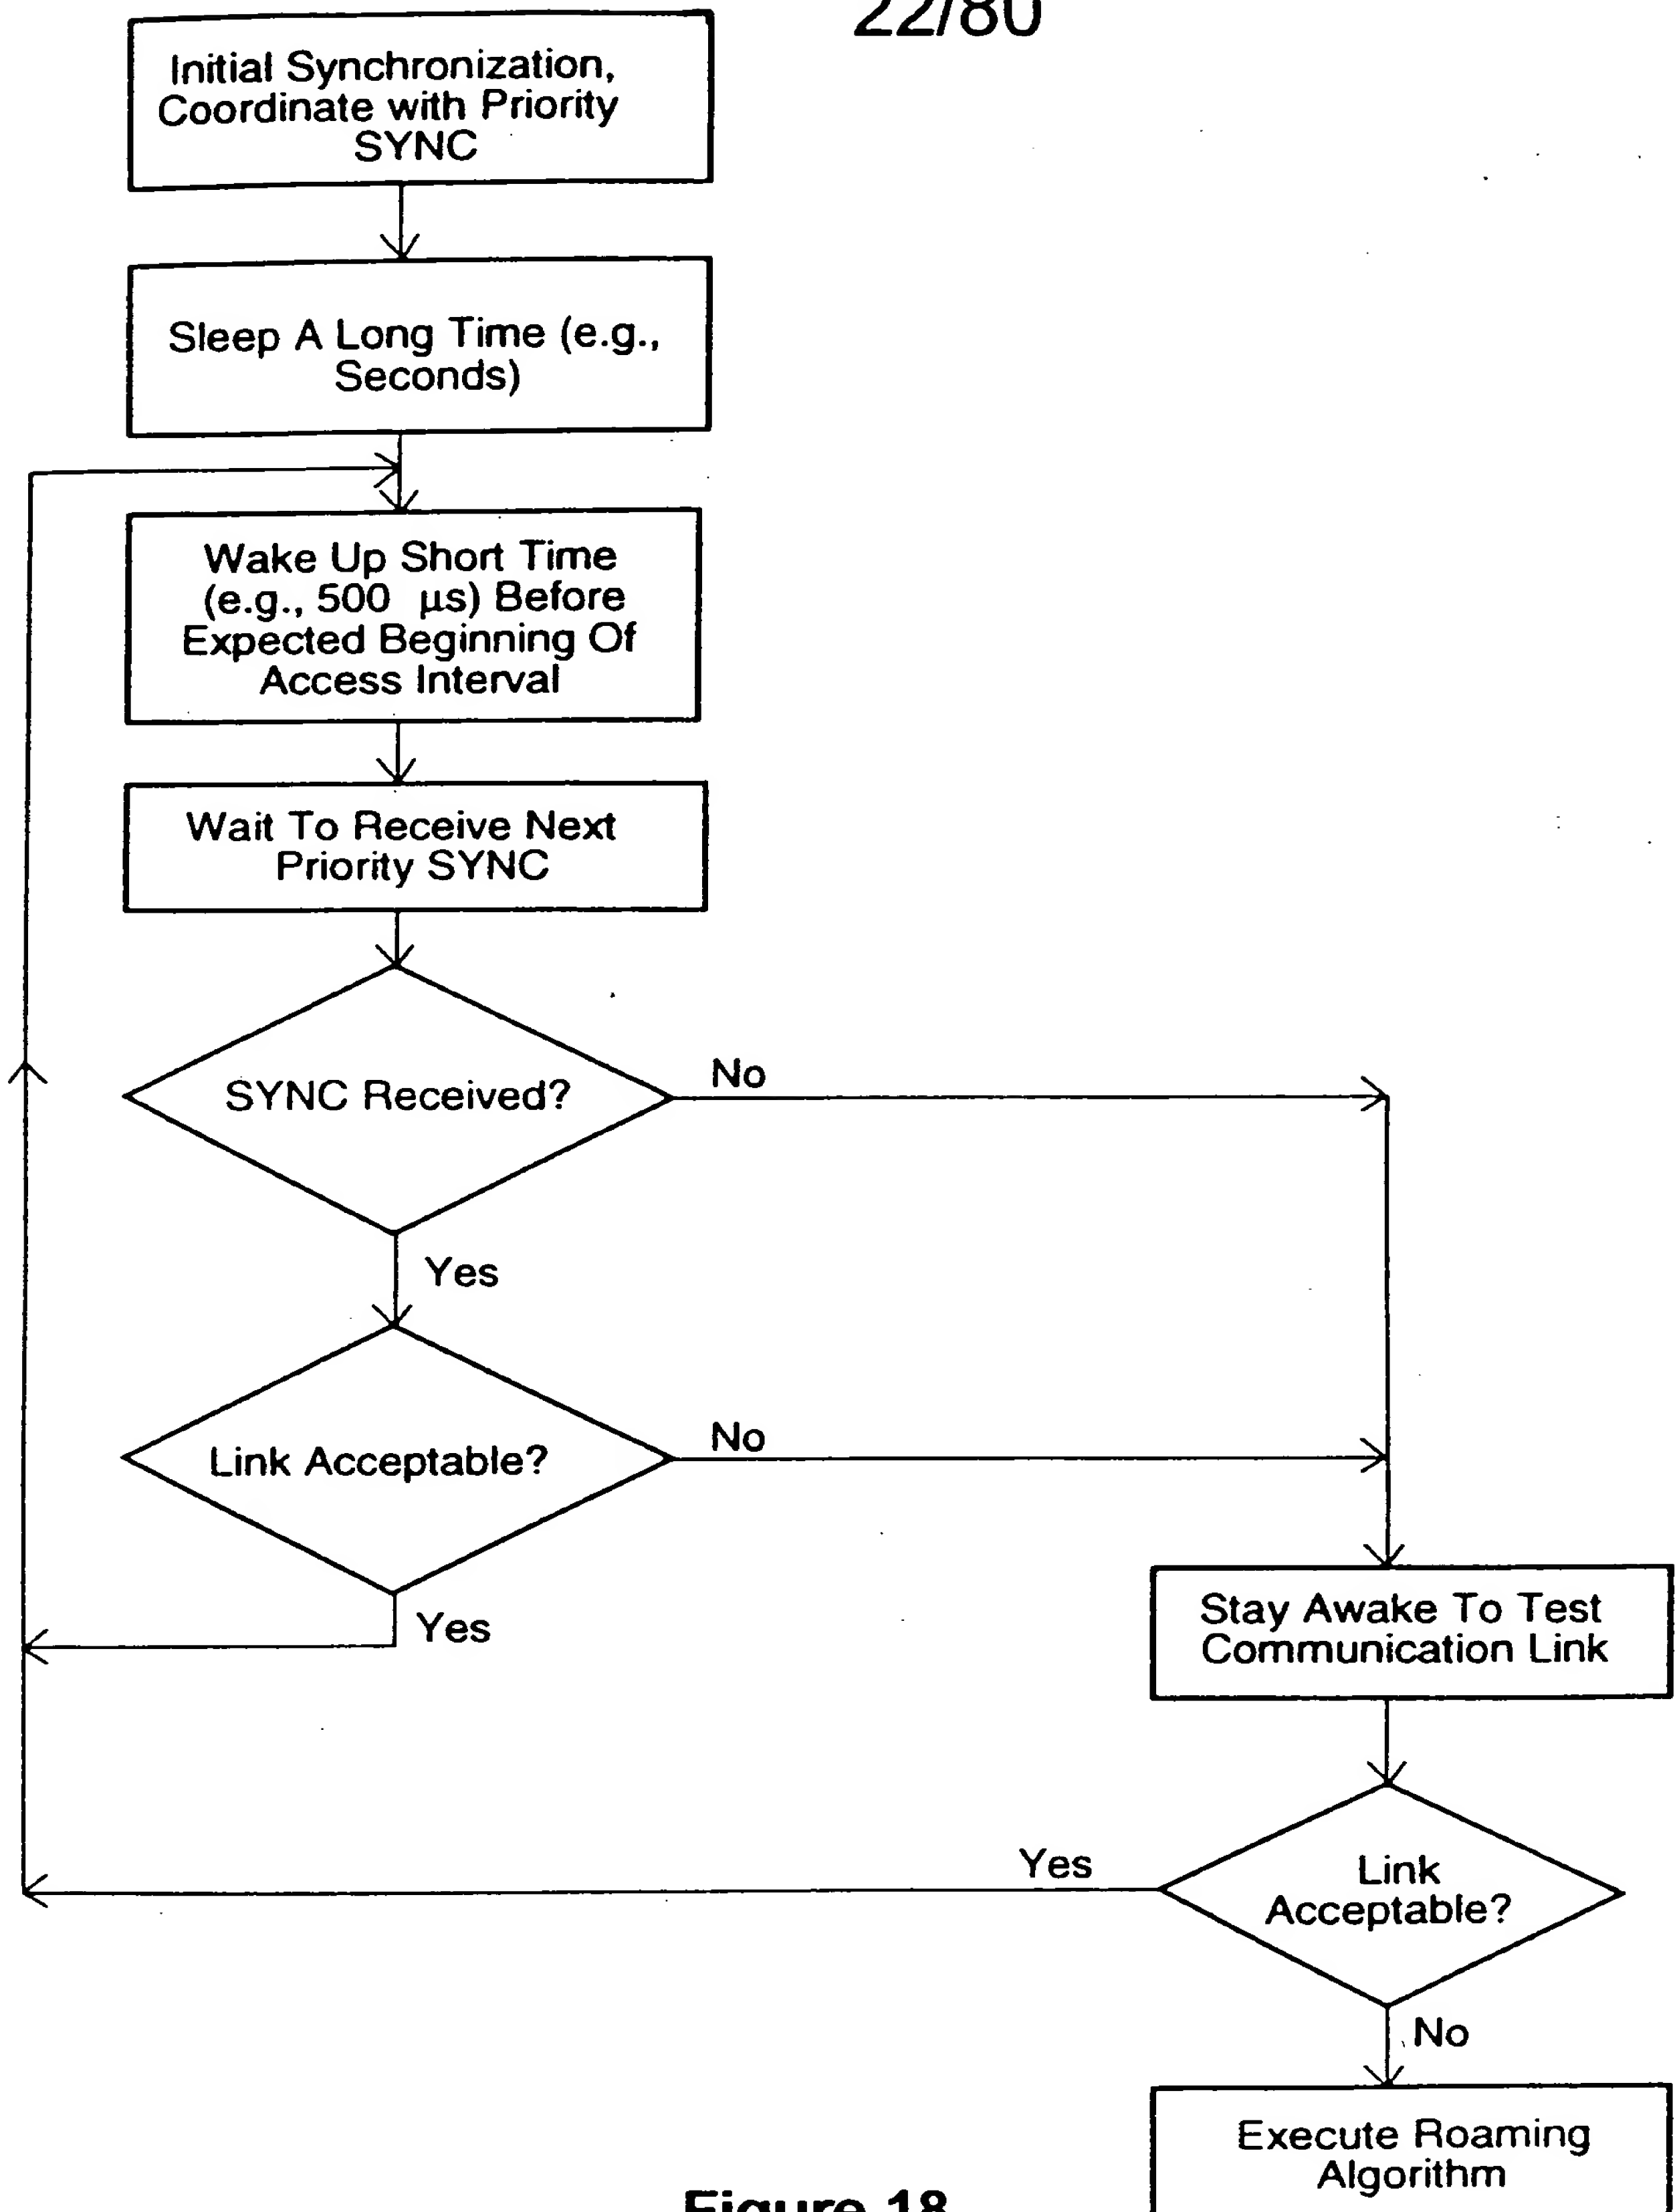 22/80
Initial Synchronization,
Coordinate with Priority
SYNC
Sleep A Long Time (e.g.,
Seconds)
Wake Up Short Time
(e.g., 500 µs) Before
Expected Beginning Of
Access Interval
Wait To Receive Next
Priority SYNC
SYNC Received?
No
Yes
Link Acceptable?
No
Yes
Stay Awake To Test
Communication Link
Link
Acceptable?
Yes
No
Execute Roaming
Algorithm
Figure 18